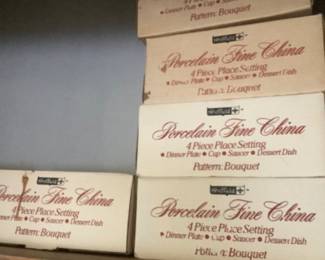 Dinner Plate • Cup • Saucer • Dessert Dish
Pattern: Bouquet
Porcelain Fine China
4 Piece Place Setting
• Dinner Plate • Cup • Saucer • Dessert Dish
Pattern: Bouquet
Porcelain Fine China
4 Piece Place Setting
• Dinner Plate • Cup • Saucer • Dessert Dish
Pattern: Bouquet
Porcelain Fine China
4 Piece Place Setting
• Dinner Plate • Cup • Saucer • Dessert Dish
Pattern: Bouquet
Porcelain Fine China
4 Piece Place Setting
• Dinner Plate • Cup • Saucer • Dessert Dish
Pattern: Bouquet